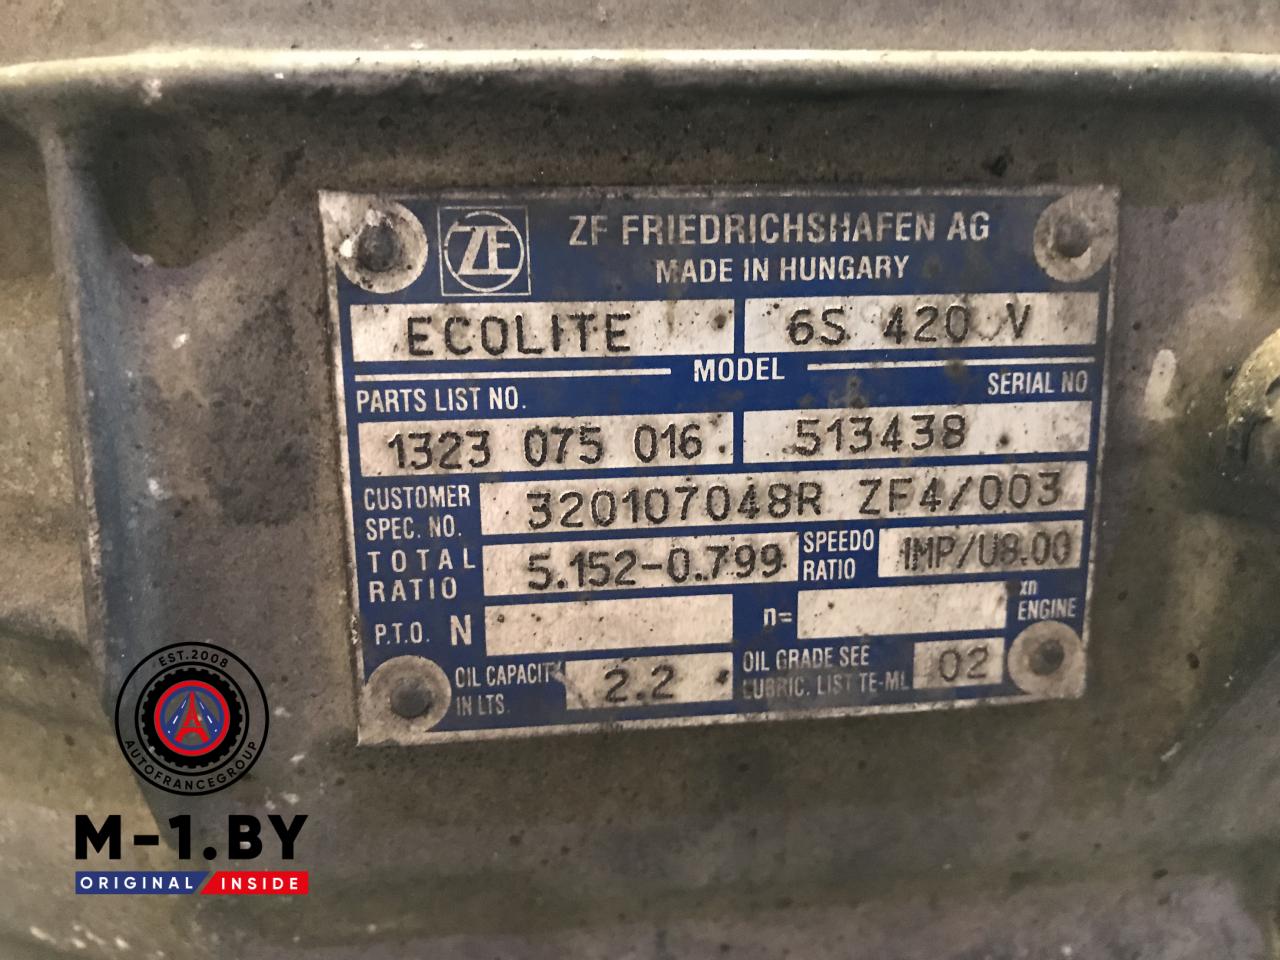 ZF
ZF FRIEDRICHSHAFEN AG
MADE IN HUNGARY
ECOLITE 6S 420 V
MODEL
PARTS LIST NO. SERIAL NO
1323 075 016 513438
CUSTOMER SPEC. NO. 320107048R ZF4/003
TOTAL RATIO 5.152-0.799 SPEEDO RATIO IMP/U8.00
P.T.O. N n= xn ENGINE
OIL CAPACITY IN LTS. 2.2 OIL GRADE SEE LUBRIC. LIST TE-ML 02
EST.2008
AUTOFRANCEGROUP
M-1.BY
ORIGINAL INSIDE